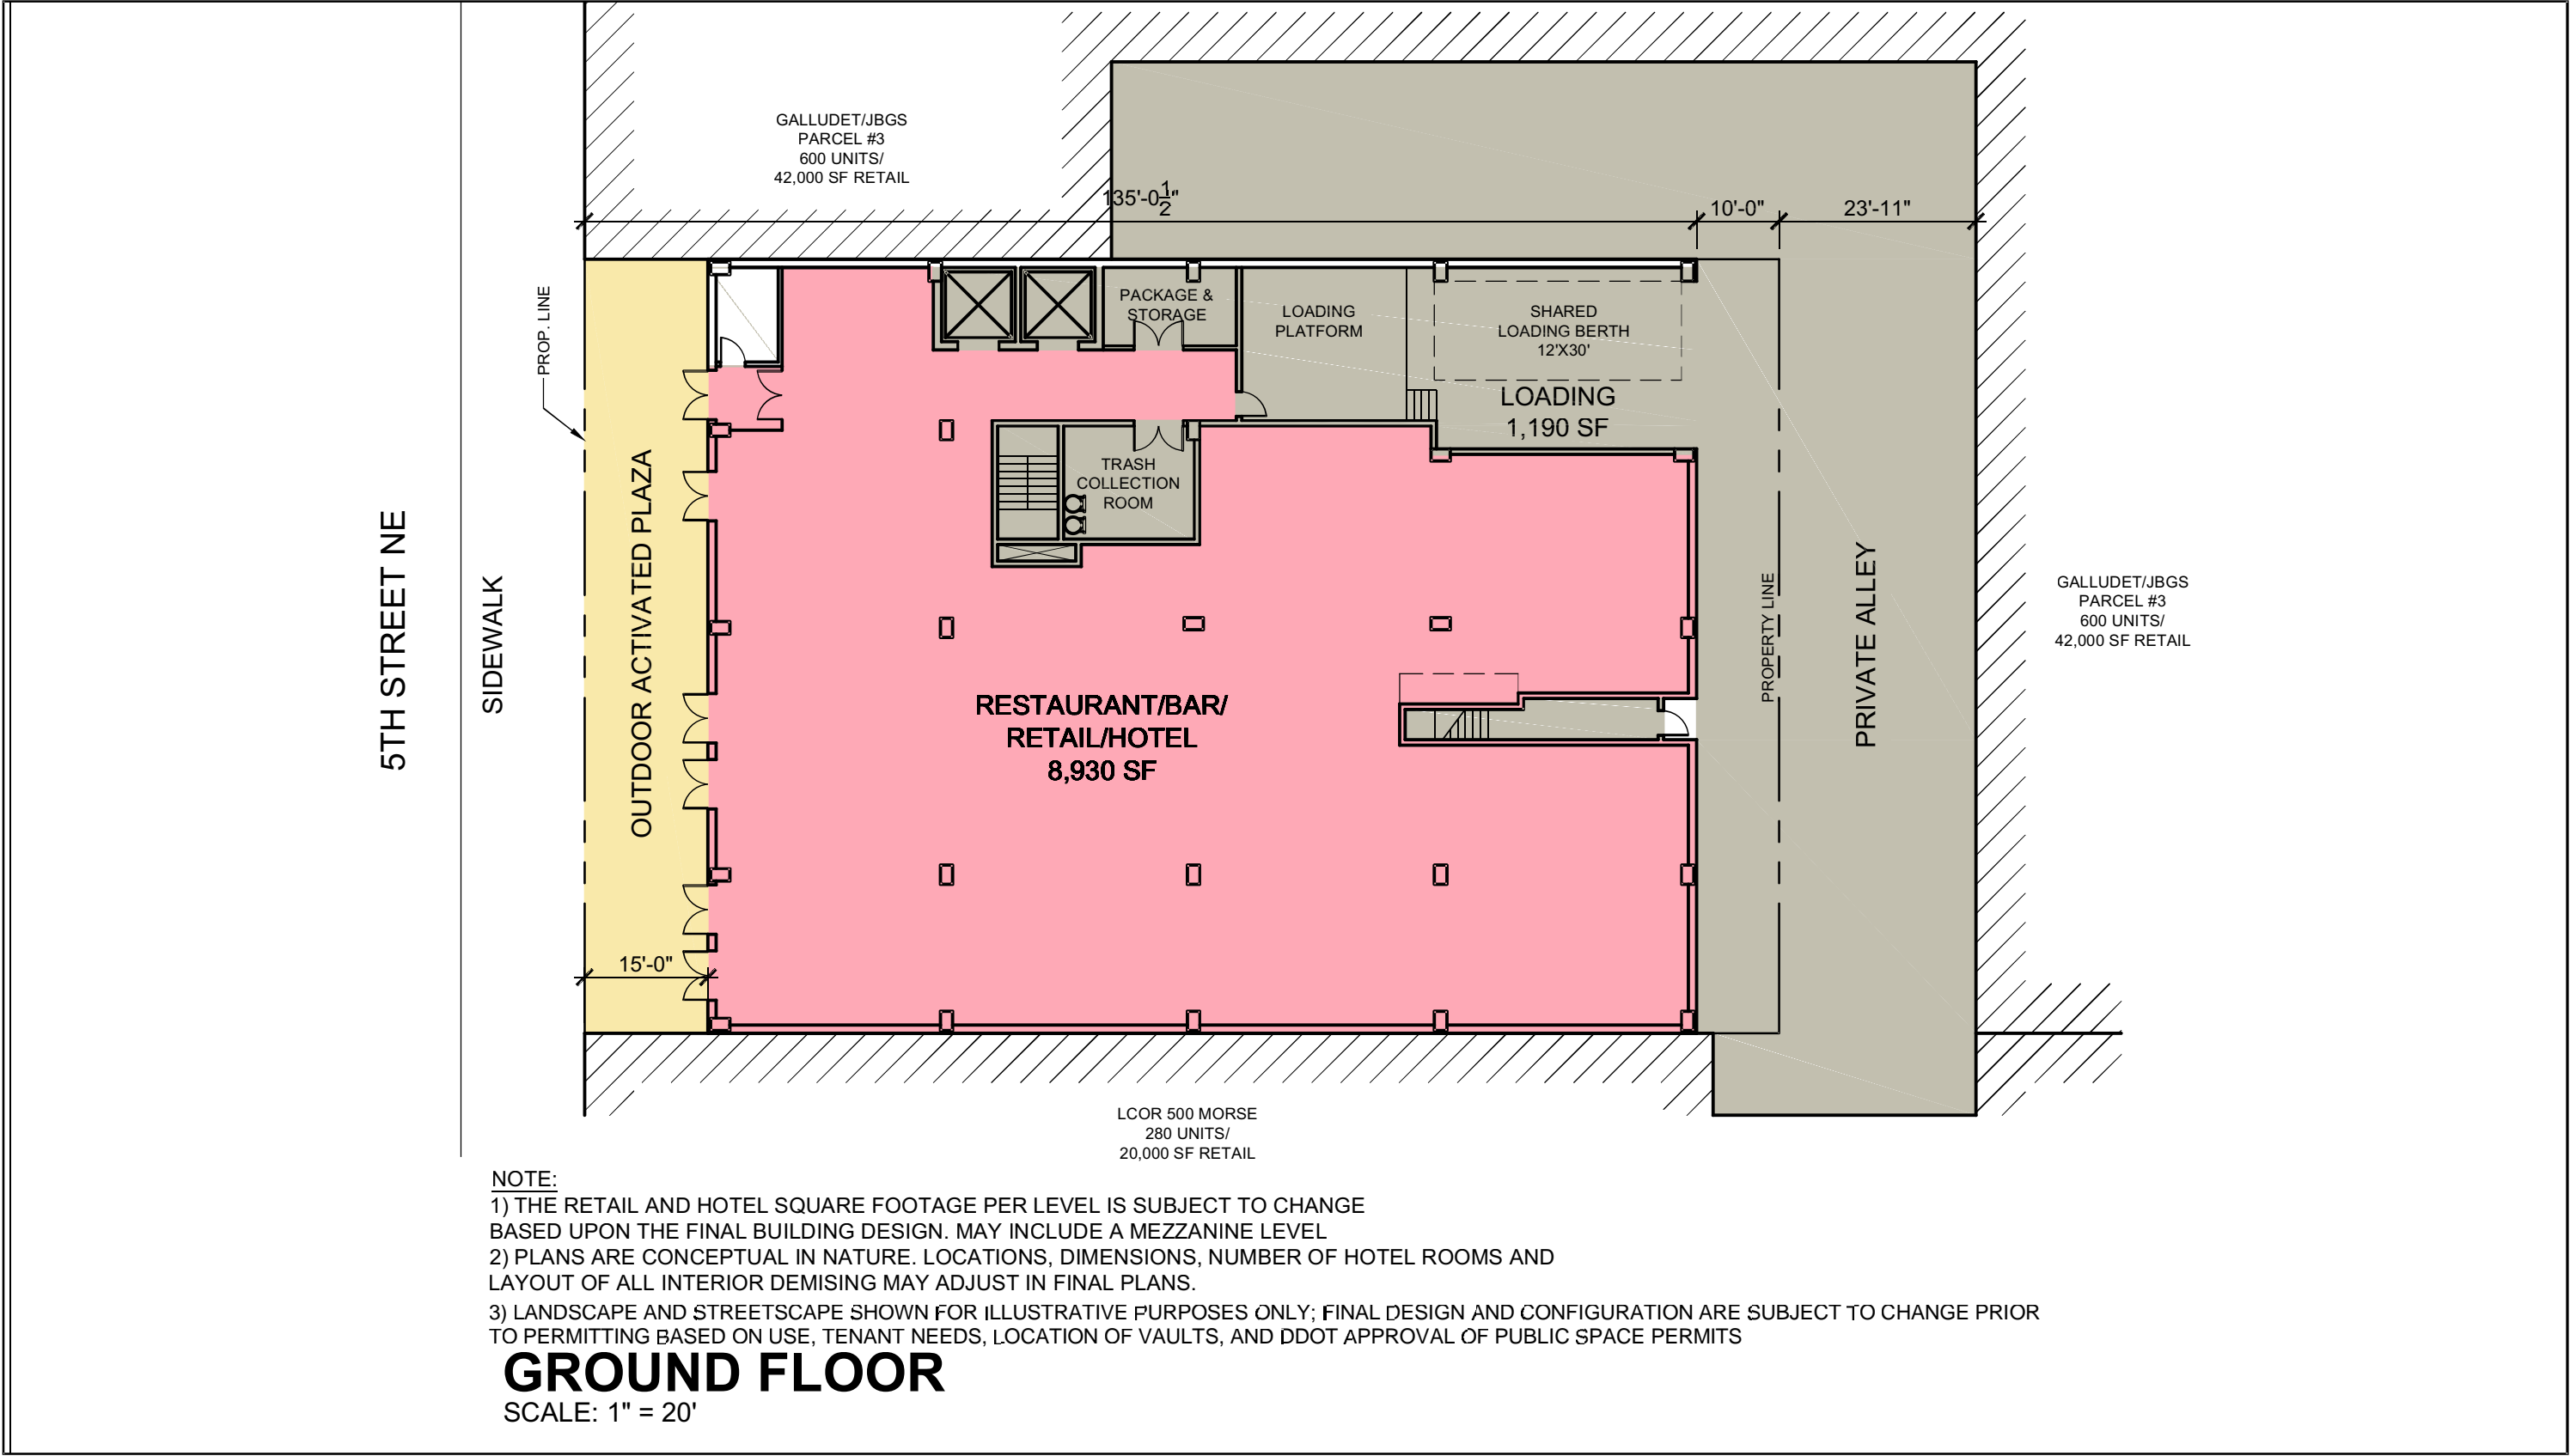 GALLUDET/JBGS
PARCEL #3
600 UNITS/
42,000 SF RETAIL
135'-0 1/2"
10'-0"
23'-11"
PROP. LINE
PACKAGE &
STORAGE
LOADING
PLATFORM
SHARED
LOADING BERTH
12'X30'
LOADING
1,190 SF
TRASH
COLLECTION
ROOM
5TH STREET NE
SIDEWALK
OUTDOOR ACTIVATED PLAZA
RESTAURANT/BAR/
RETAIL/HOTEL
8,930 SF
PROPERTY LINE
PRIVATE ALLEY
GALLUDET/JBGS
PARCEL #3
600 UNITS/
42,000 SF RETAIL
15'-0"
LCOR 500 MORSE
280 UNITS/
20,000 SF RETAIL
NOTE:
1) THE RETAIL AND HOTEL SQUARE FOOTAGE PER LEVEL IS SUBJECT TO CHANGE
BASED UPON THE FINAL BUILDING DESIGN. MAY INCLUDE A MEZZANINE LEVEL
2) PLANS ARE CONCEPTUAL IN NATURE. LOCATIONS, DIMENSIONS, NUMBER OF HOTEL ROOMS AND
LAYOUT OF ALL INTERIOR DEMISING MAY ADJUST IN FINAL PLANS.
3) LANDSCAPE AND STREETSCAPE SHOWN FOR ILLUSTRATIVE PURPOSES ONLY; FINAL DESIGN AND CONFIGURATION ARE SUBJECT TO CHANGE PRIOR
TO PERMITTING BASED ON USE, TENANT NEEDS, LOCATION OF VAULTS, AND DDOT APPROVAL OF PUBLIC SPACE PERMITS
GROUND FLOOR
SCALE: 1" = 20'